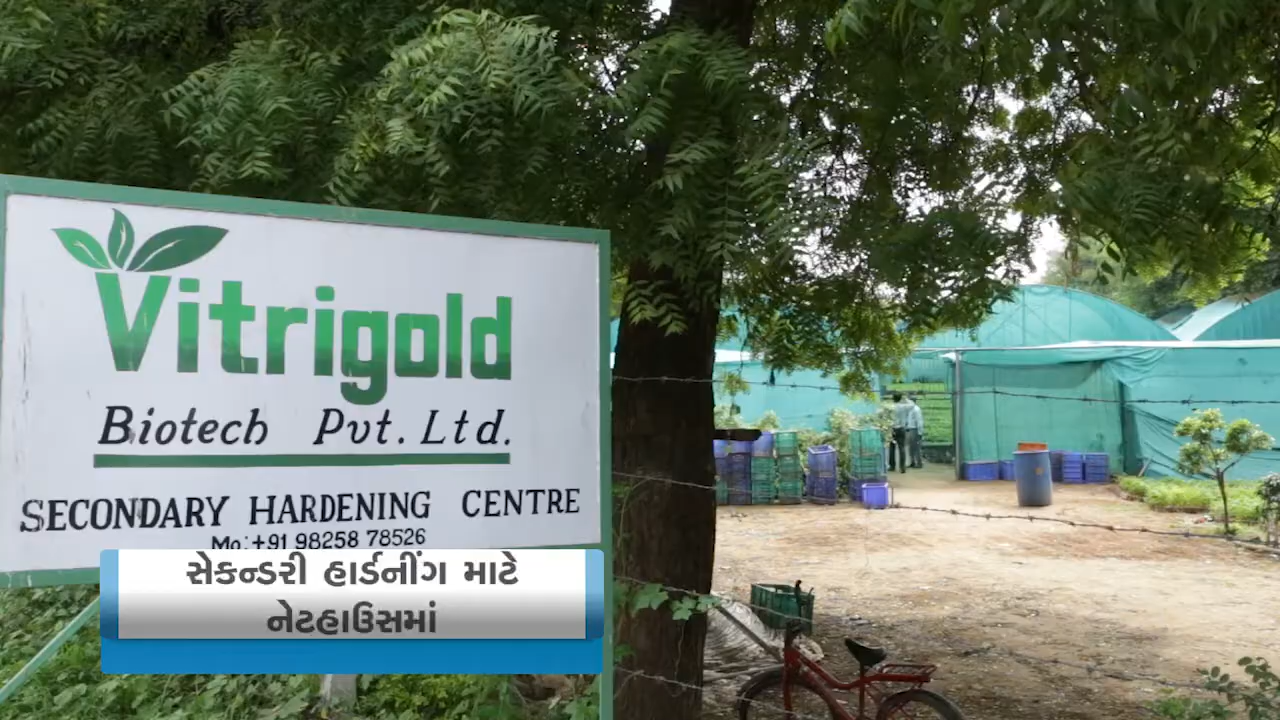 Vitrigold
Biotech Pvt. Ltd.
SECONDARY HARDENING CENTRE
Mo:+91 98258 78526
સેકન્ડરી હાર્ડનીંગ માટે
નેટહાઉસમાં